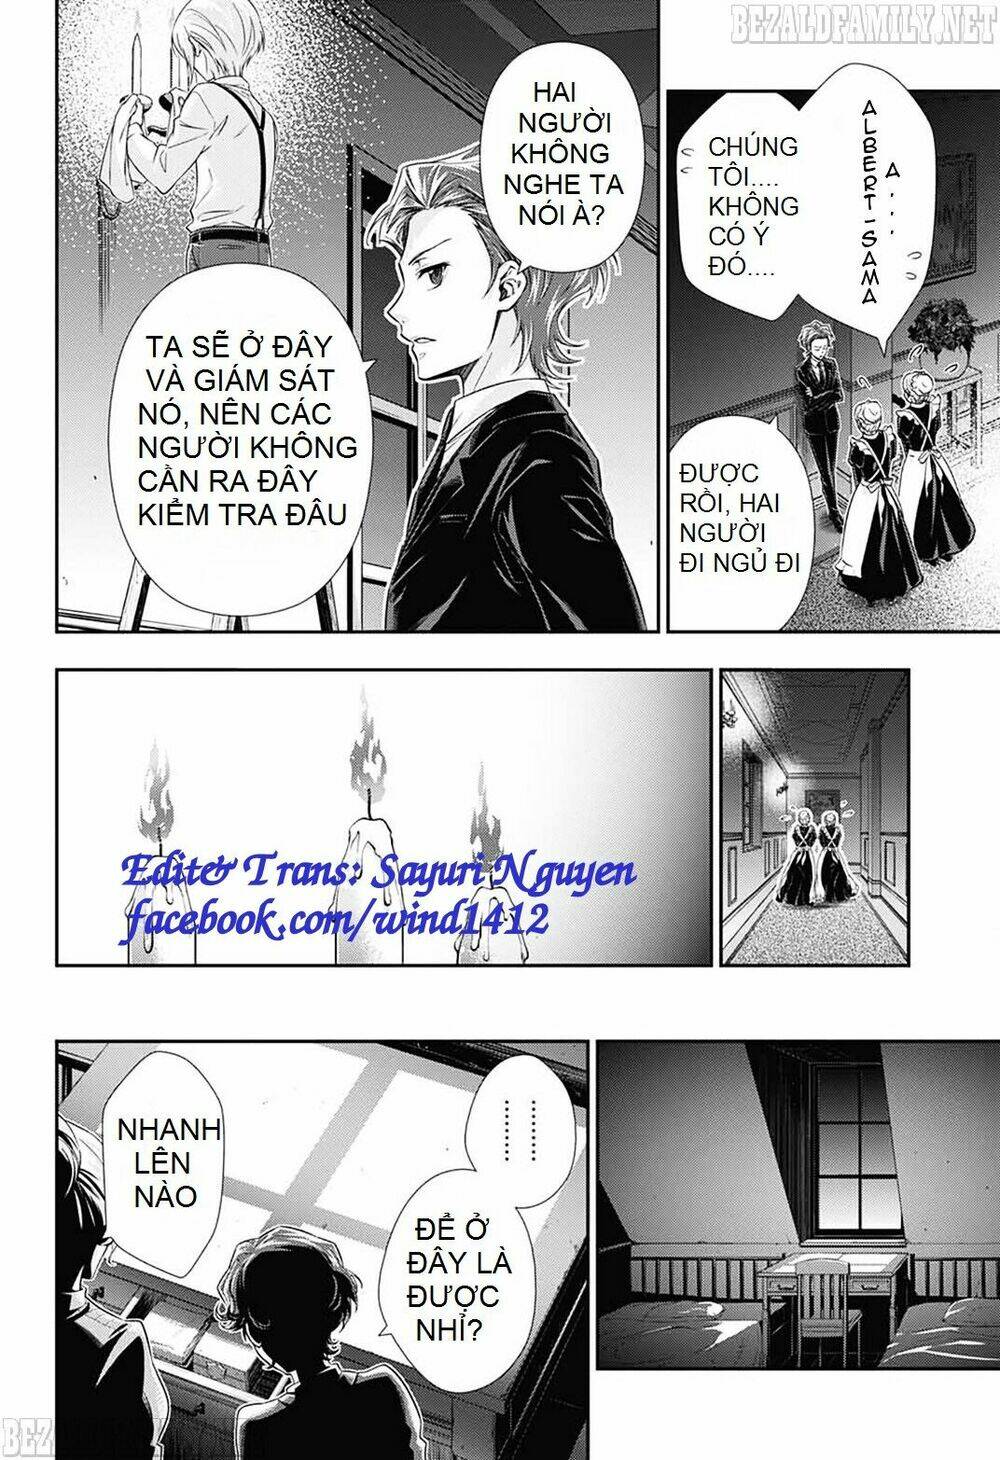 BEZALDFAMILY.NET
A...
ALBERT-SAMA
CHÚNG
TÔI....
KHÔNG
CÓ Ý
ĐÓ....
ĐƯỢC
RỒI, HAI
NGƯỜI
ĐI NGỦ ĐI
HAI
NGƯỜI
KHÔNG
NGHE TA
NÓI À?
TA SẼ Ở ĐÂY
VÀ GIÁM SÁT
NÓ, NÊN CÁC
NGƯỜI KHÔNG
CẦN RA ĐÂY
KIỂM TRA ĐÂU
Edit& Trans: Sayuri Nguyen
facebook.com/wind1412
......
......
ĐỂ Ở
ĐÂY LÀ
ĐƯỢC
NHỈ?
NHANH
LÊN
NÀO